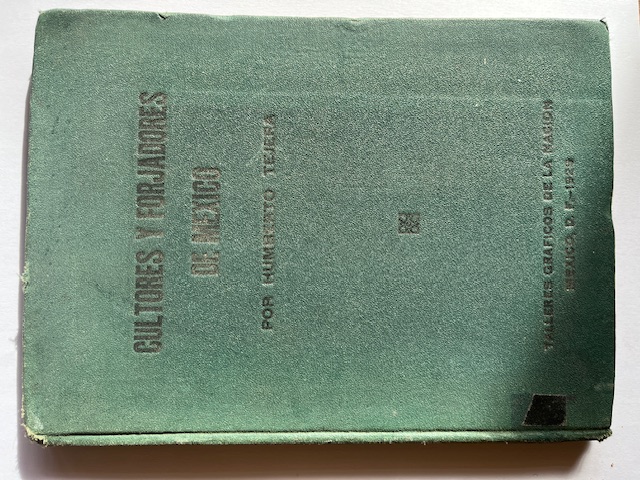 CULTORES Y FORJADORES
DE MEXICO
POR HUMBERTO TEJERA
TALLERES GRAFICOS DE LA NACION
MEXICO, D. F.-1929